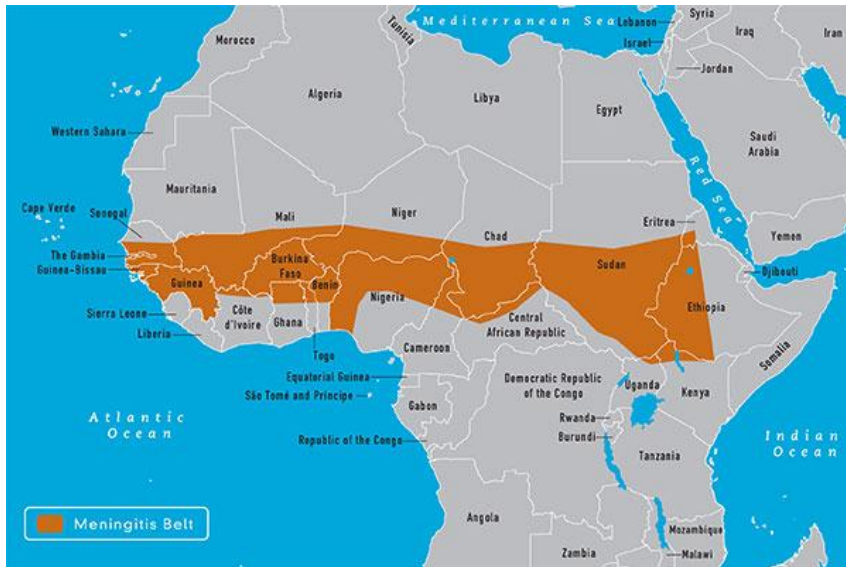 Mediterranean Sea
Lebanon
Syria
Iraq
Iran
Israel
Jordan
Morocco
Tunisia
Algeria
Libya
Egypt
Saudi
Arabia
Western Sahara
Red Sea
Mauritania
Mali
Niger
Chad
Eritrea
Yemen
Cape Verde
Senegal
The Gambia
Guinea-Bissau
Guinea
Burkina
Faso
Benin
Nigeria
Sudan
Djibouti
Ethiopia
Sierra Leone
Liberia
Côte
d'Ivoire
Ghana
Togo
Cameroon
Central
African Republic
Somalia
Equatorial Guinea
São Tomé and Príncipe
Gabon
Republic of the Congo
Democratic Republic
of the Congo
Uganda
Kenya
Rwanda
Burundi
Tanzania
Atlantic
Ocean
Indian
Ocean
Angola
Zambia
Mozambique
Malawi
Meningitis Belt